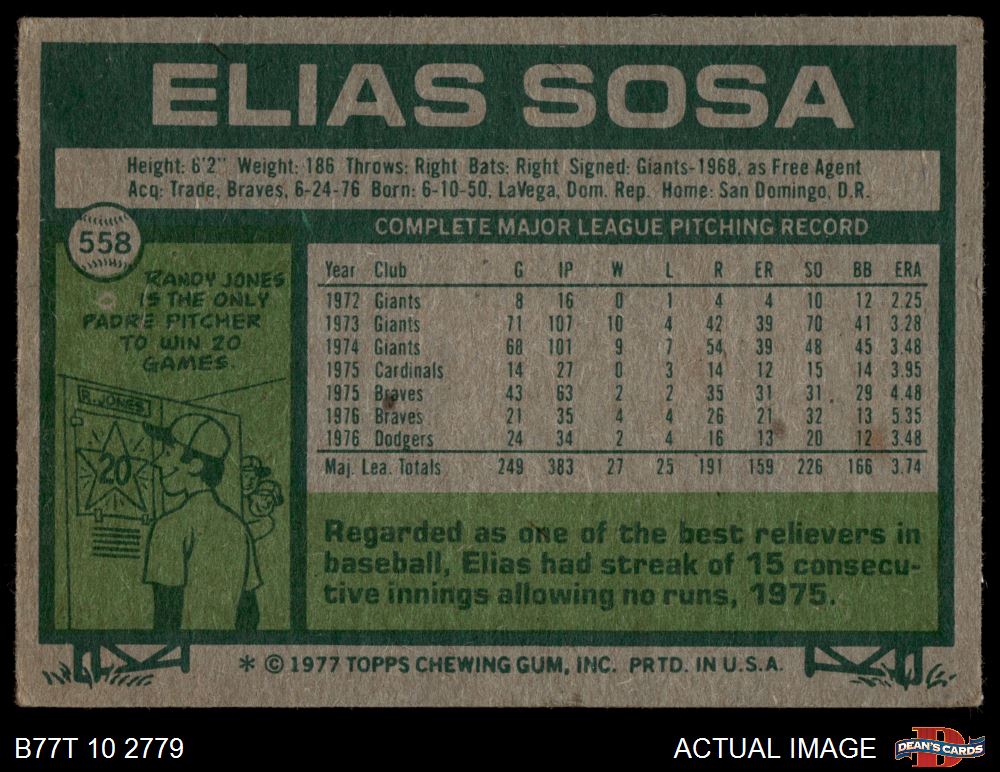 ELIAS SOSA
Height: 6'2" Weight: 186 Throws: Right Bats: Right Signed: Giants-1968, as Free Agent
Acq: Trade, Braves, 6-24-76 Born: 6-10-50, LaVega, Dom. Rep. Home: San Domingo, D.R.
558
COMPLETE MAJOR LEAGUE PITCHING RECORD
RANDY JONES
IS THE ONLY
PADRE PITCHER
TO WIN 20
GAMES.
R. JONES
20
Year Club G IP W L R ER SO BB ERA
1972 Giants 8 16 0 1 4 4 10 12 2.25
1973 Giants 71 107 10 4 42 39 70 41 3.28
1974 Giants 68 101 9 7 54 39 48 45 3.48
1975 Cardinals 14 27 0 3 14 12 15 14 3.95
1975 Braves 43 63 2 2 35 31 31 29 4.48
1976 Braves 21 35 4 4 26 21 32 13 5.35
1976 Dodgers 24 34 2 4 16 13 20 12 3.48
Maj. Lea. Totals 249 383 27 25 191 159 226 166 3.74
Regarded as one of the best relievers in
baseball, Elias had streak of 15 consecu-
tive innings allowing no runs, 1975.
* © 1977 TOPPS CHEWING GUM, INC. PRTD. IN U.S.A.
B77T 10 2779
ACTUAL IMAGE
D
DEAN'S CARDS